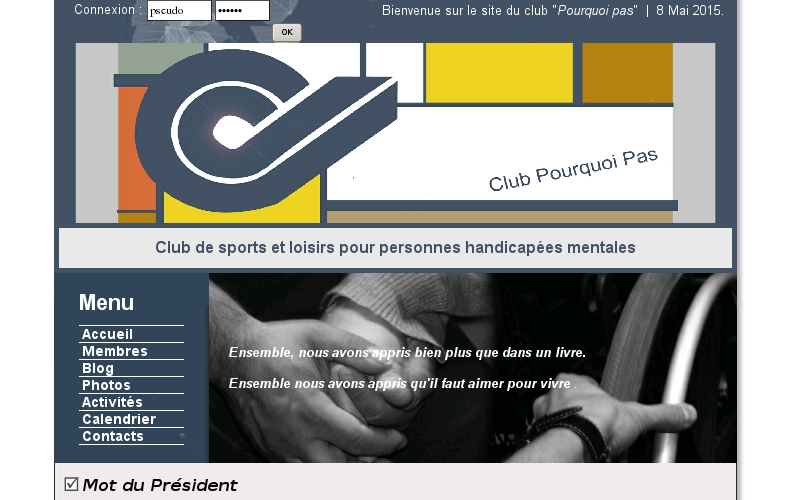 Connexion : pseudo ••••••
Bienvenue sur le site du club "Pourquoi pas" | 8 Mai 2015.
OK
Club Pourquoi Pas
Club de sports et loisirs pour personnes handicapées mentales
Menu
Accueil
Membres
Blog
Photos
Activités
Calendrier
Contacts
Ensemble, nous avons appris bien plus que dans un livre.
Ensemble nous avons appris qu'il faut aimer pour vivre .
Mot du Président